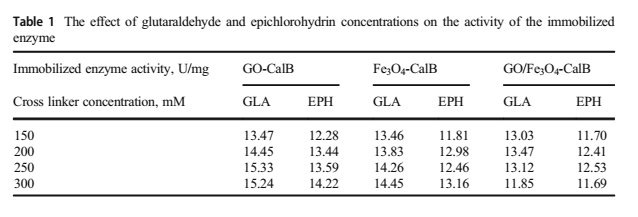 Table 1 The effect of glutaraldehyde and epichlorohydrin concentrations on the activity of the immobilized
enzyme
Immobilized enzyme activity, U/mg GO-CalB Fe₃O₄-CalB GO/Fe₃O₄-CalB
Cross linker concentration, mM GLA EPH GLA EPH GLA EPH
150 13.47 12.28 13.46 11.81 13.03 11.70
200 14.45 13.44 13.83 12.98 13.47 12.41
250 15.33 13.59 14.26 12.46 13.12 12.53
300 15.24 14.22 14.45 13.16 11.85 11.69